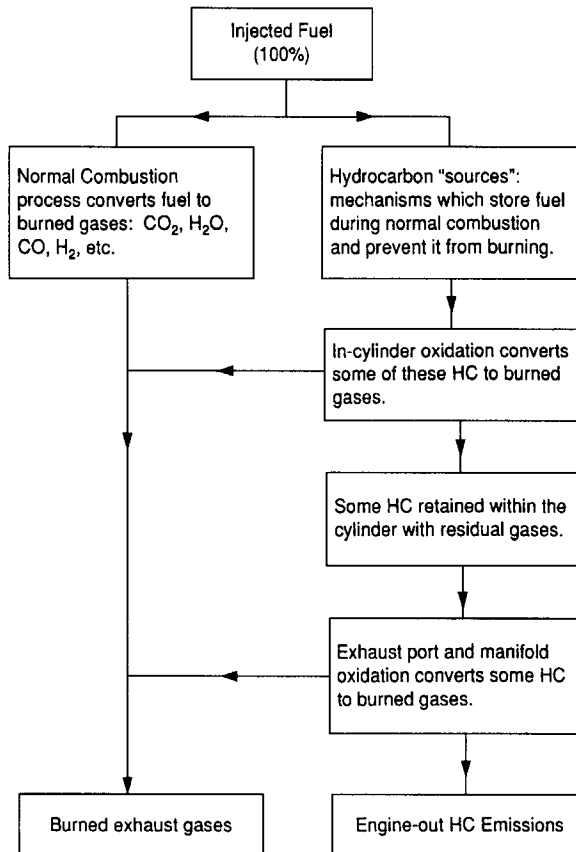 Injected Fuel
(100%)
Normal Combustion
process converts fuel to
burned gases: CO₂, H₂O,
CO, H₂, etc.
Hydrocarbon "sources":
mechanisms which store fuel
during normal combustion
and prevent it from burning.
In-cylinder oxidation converts
some of these HC to burned
gases.
Some HC retained within the
cylinder with residual gases.
Exhaust port and manifold
oxidation converts some HC
to burned gases.
Burned exhaust gases
Engine-out HC Emissions